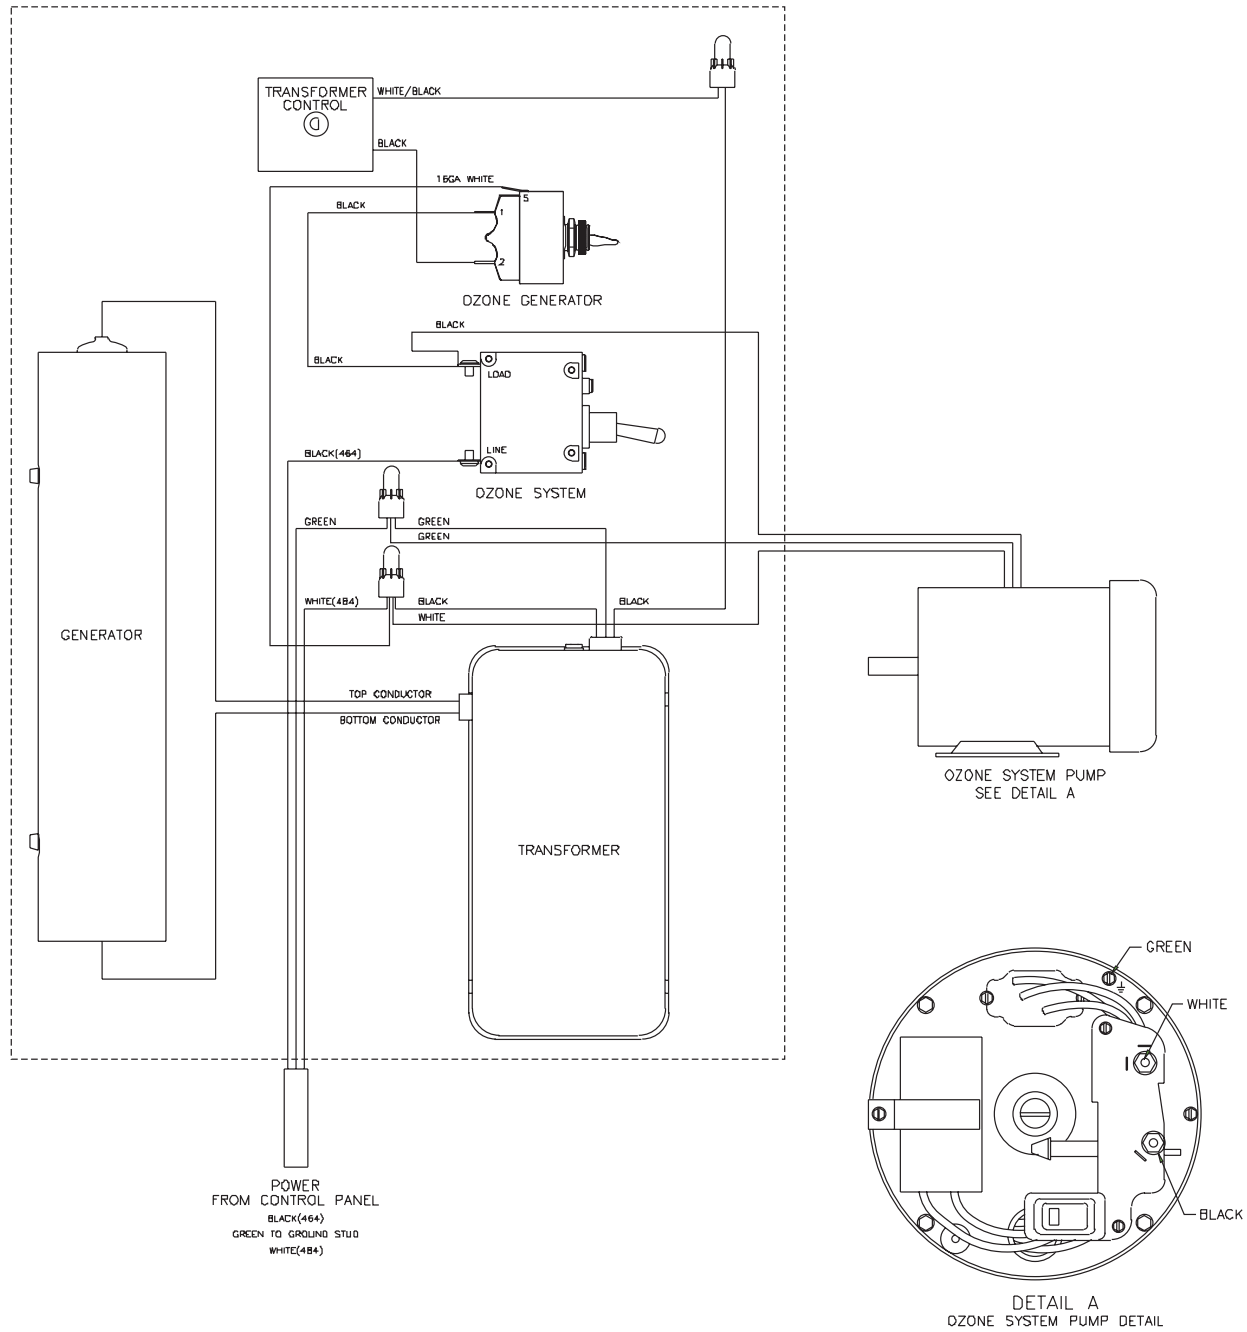 TRANSFORMER
CONTROL
WHITE/BLACK
BLACK
16GA WHITE
BLACK
5
1
2
OZONE GENERATOR
BLACK
BLACK
LOAD
BLACK(464)
LINE
OZONE SYSTEM
GREEN
GREEN
GREEN
WHITE(484)
BLACK
BLACK
WHITE
GENERATOR
TOP CONDUCTOR
BOTTOM CONDUCTOR
OZONE SYSTEM PUMP
SEE DETAIL A
TRANSFORMER
GREEN
WHITE
BLACK
POWER
FROM CONTROL PANEL
BLACK(464)
GREEN TO GROUND STUD
WHITE(484)
DETAIL A
OZONE SYSTEM PUMP DETAIL